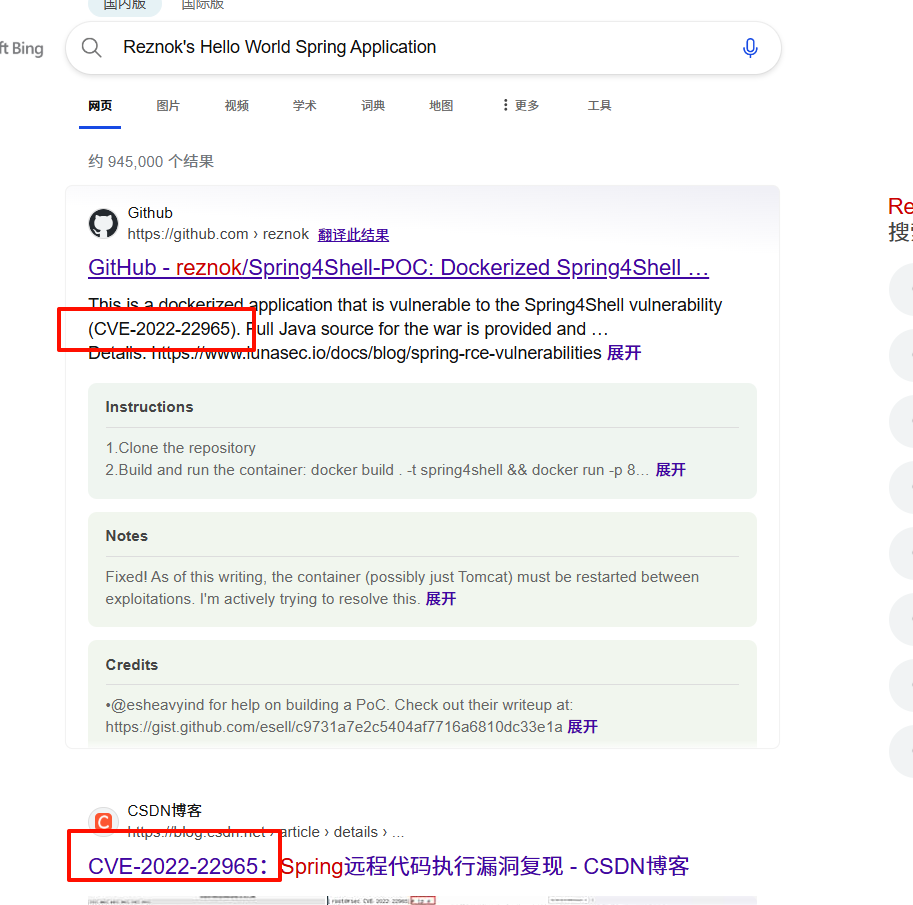 国内版 国际版
ft Bing
Reznok's Hello World Spring Application
网页 图片 视频 学术 词典 地图 更多 工具
约 945,000 个结果
Re
搜索
Github
https://github.com › reznok 翻译此结果
GitHub - reznok/Spring4Shell-POC: Dockerized Spring4Shell …
This is a dockerized application that is vulnerable to the Spring4Shell vulnerability
(CVE-2022-22965). Full Java source for the war is provided and …
Details: https://www.lunasec.io/docs/blog/spring-rce-vulnerabilities 展开
Instructions
1.Clone the repository
2.Build and run the container: docker build . -t spring4shell && docker run -p 8… 展开
Notes
Fixed! As of this writing, the container (possibly just Tomcat) must be restarted between
exploitations. I'm actively trying to resolve this. 展开
Credits
•@esheavyind for help on building a PoC. Check out their writeup at:
https://gist.github.com/esell/c9731a7e2c5404af7716a6810dc33e1a 展开
CSDN博客
https://blog.csdn.net › article › details › ...
CVE-2022-22965：Spring远程代码执行漏洞复现 - CSDN博客